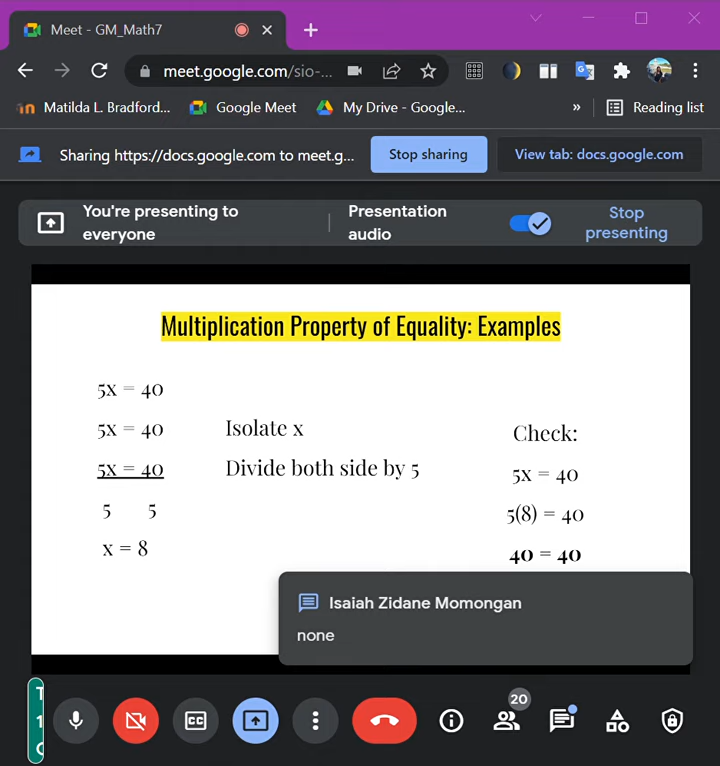 Meet - GM_Math7
meet.google.com/sio-...
Matilda L. Bradford... Google Meet My Drive - Google... » Reading list
Sharing https://docs.google.com to meet.g... Stop sharing View tab: docs.google.com
You're presenting to everyone
Presentation audio
Stop presenting
Multiplication Property of Equality: Examples
5x = 40
5x = 40 Isolate x
5x = 40 Divide both side by 5
5 5
x = 8
Check:
5x = 40
5(8) = 40
40 = 40
Isaiah Zidane Momongan
none
CC
20